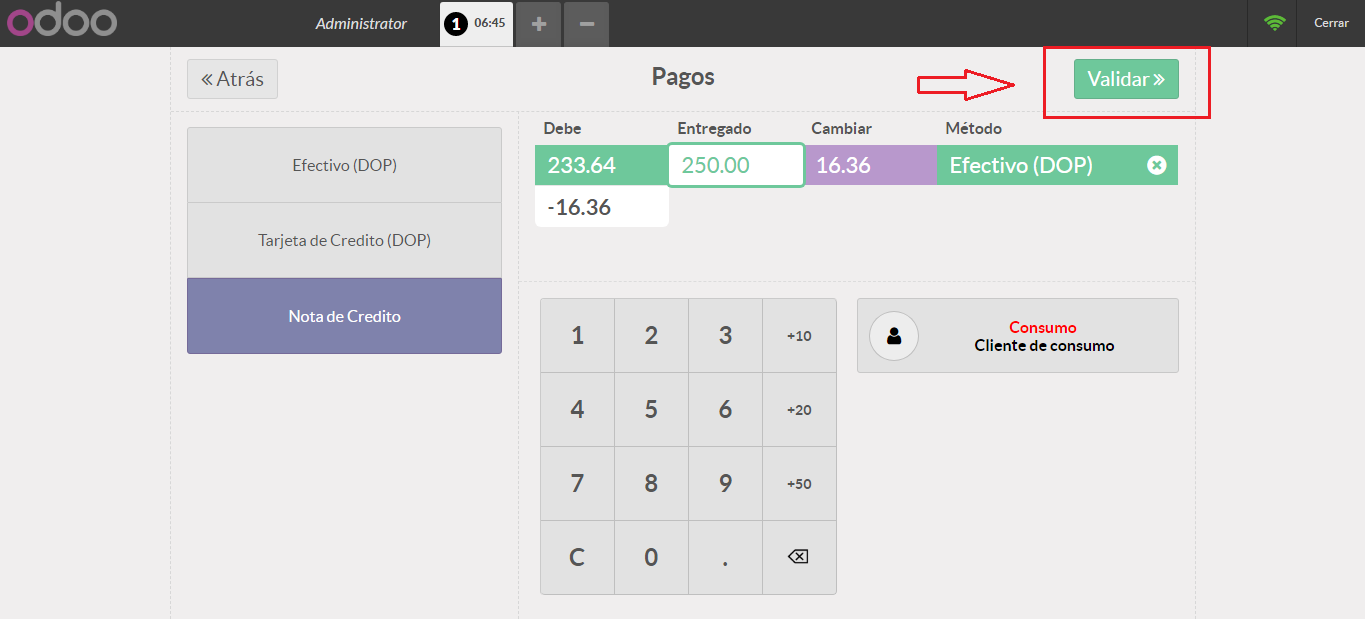 odoo
Administrator
1 06:45
+
−
Cerrar
« Atrás
Pagos
Validar »
Efectivo (DOP)
Tarjeta de Credito (DOP)
Nota de Credito
Debe Entregado Cambiar Método
233.64 250.00 16.36 Efectivo (DOP)
-16.36
1 2 3 +10
4 5 6 +20
7 8 9 +50
C 0 .
Consumo
Cliente de consumo